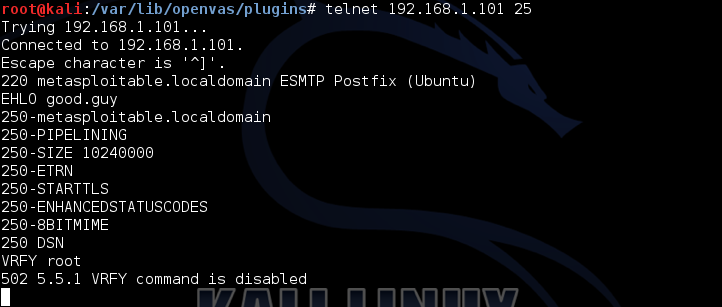 root@kali:/var/lib/openvas/plugins# telnet 192.168.1.101 25
Trying 192.168.1.101...
Connected to 192.168.1.101.
Escape character is '^]'.
220 metasploitable.localdomain ESMTP Postfix (Ubuntu)
EHLO good.guy
250-metasploitable.localdomain
250-PIPELINING
250-SIZE 10240000
250-ETRN
250-STARTTLS
250-ENHANCEDSTATUSCODES
250-8BITMIME
250 DSN
VRFY root
502 5.5.1 VRFY command is disabled
KALI LINUX